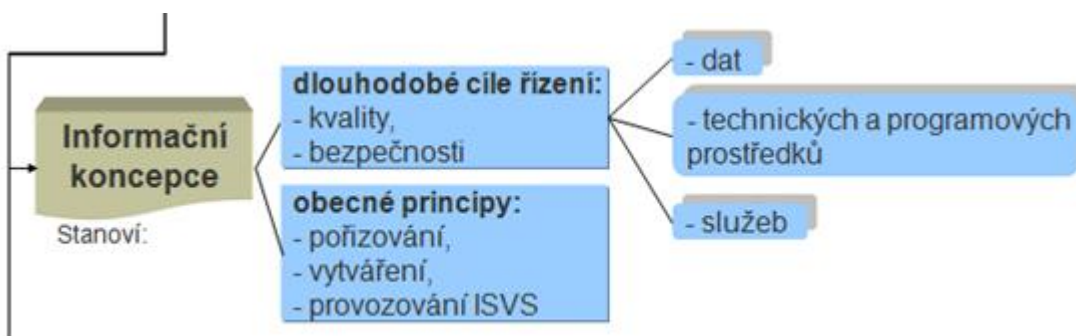 Informační
koncepce
Stanoví:
dlouhodobé cíle řízení:
- kvality,
- bezpečnosti
obecné principy:
- pořizování,
- vytváření,
- provozování ISVS
- dat
- technických a programových
prostředků
- služeb